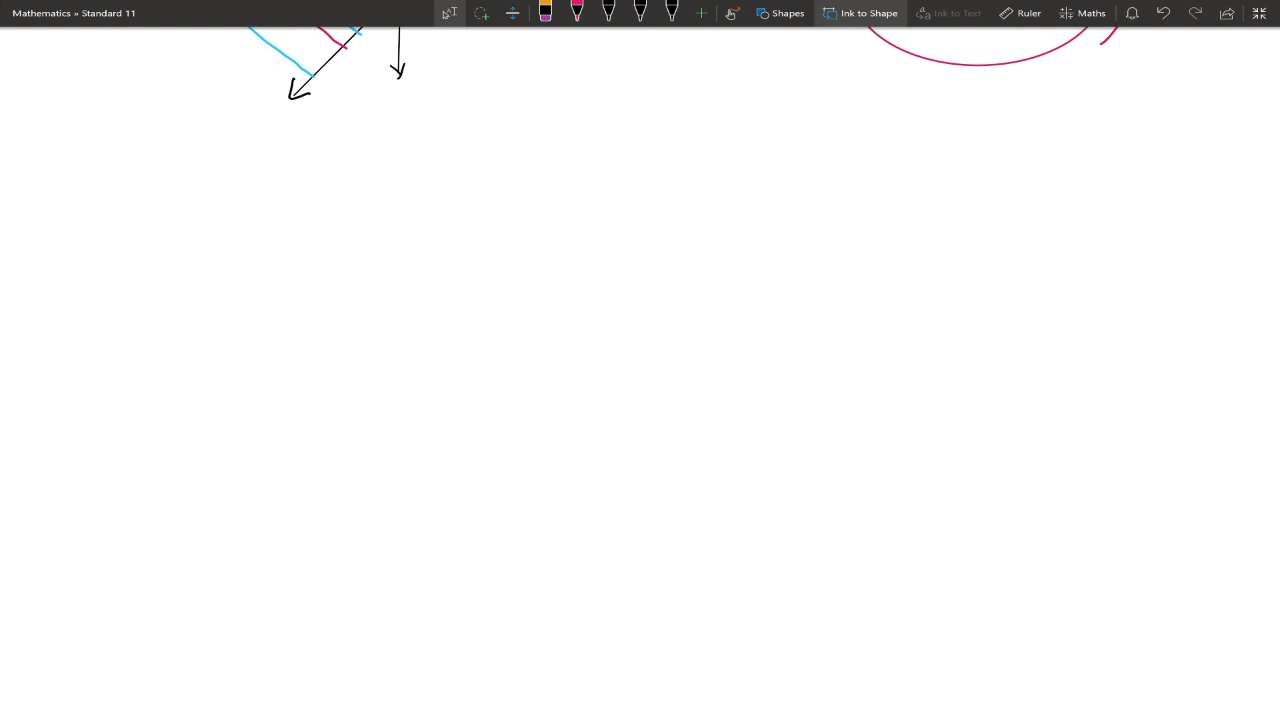 Mathematics » Standard 11
Shapes
Ink to Shape
Ink to Text
Ruler
Maths